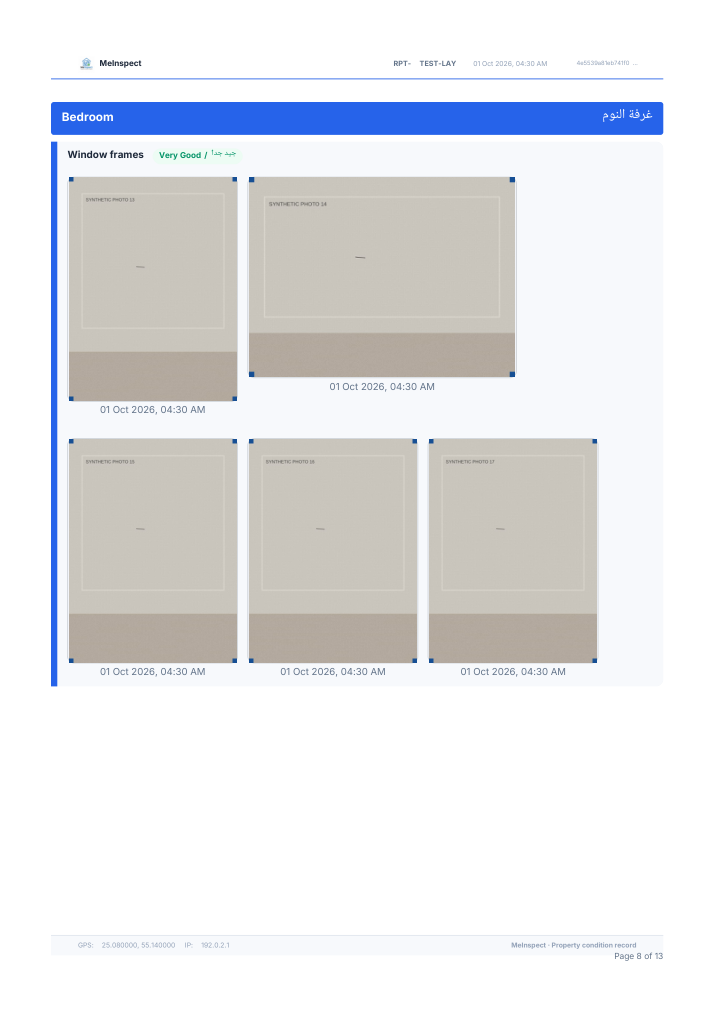 MeInspect RPT- TEST-LAY 01 Oct 2026, 04:30 AM 4e5539a81eb741f0 ...
Bedroom غرفة النوم
Window frames Very Good / جيد جدًا
SYNTHETIC PHOTO 13 SYNTHETIC PHOTO 14
01 Oct 2026, 04:30 AM
01 Oct 2026, 04:30 AM
SYNTHETIC PHOTO 15 SYNTHETIC PHOTO 16 SYNTHETIC PHOTO 17
01 Oct 2026, 04:30 AM 01 Oct 2026, 04:30 AM 01 Oct 2026, 04:30 AM
GPS: 25.080000, 55.140000 IP: 192.0.2.1 MeInspect · Property condition record
Page 8 of 13